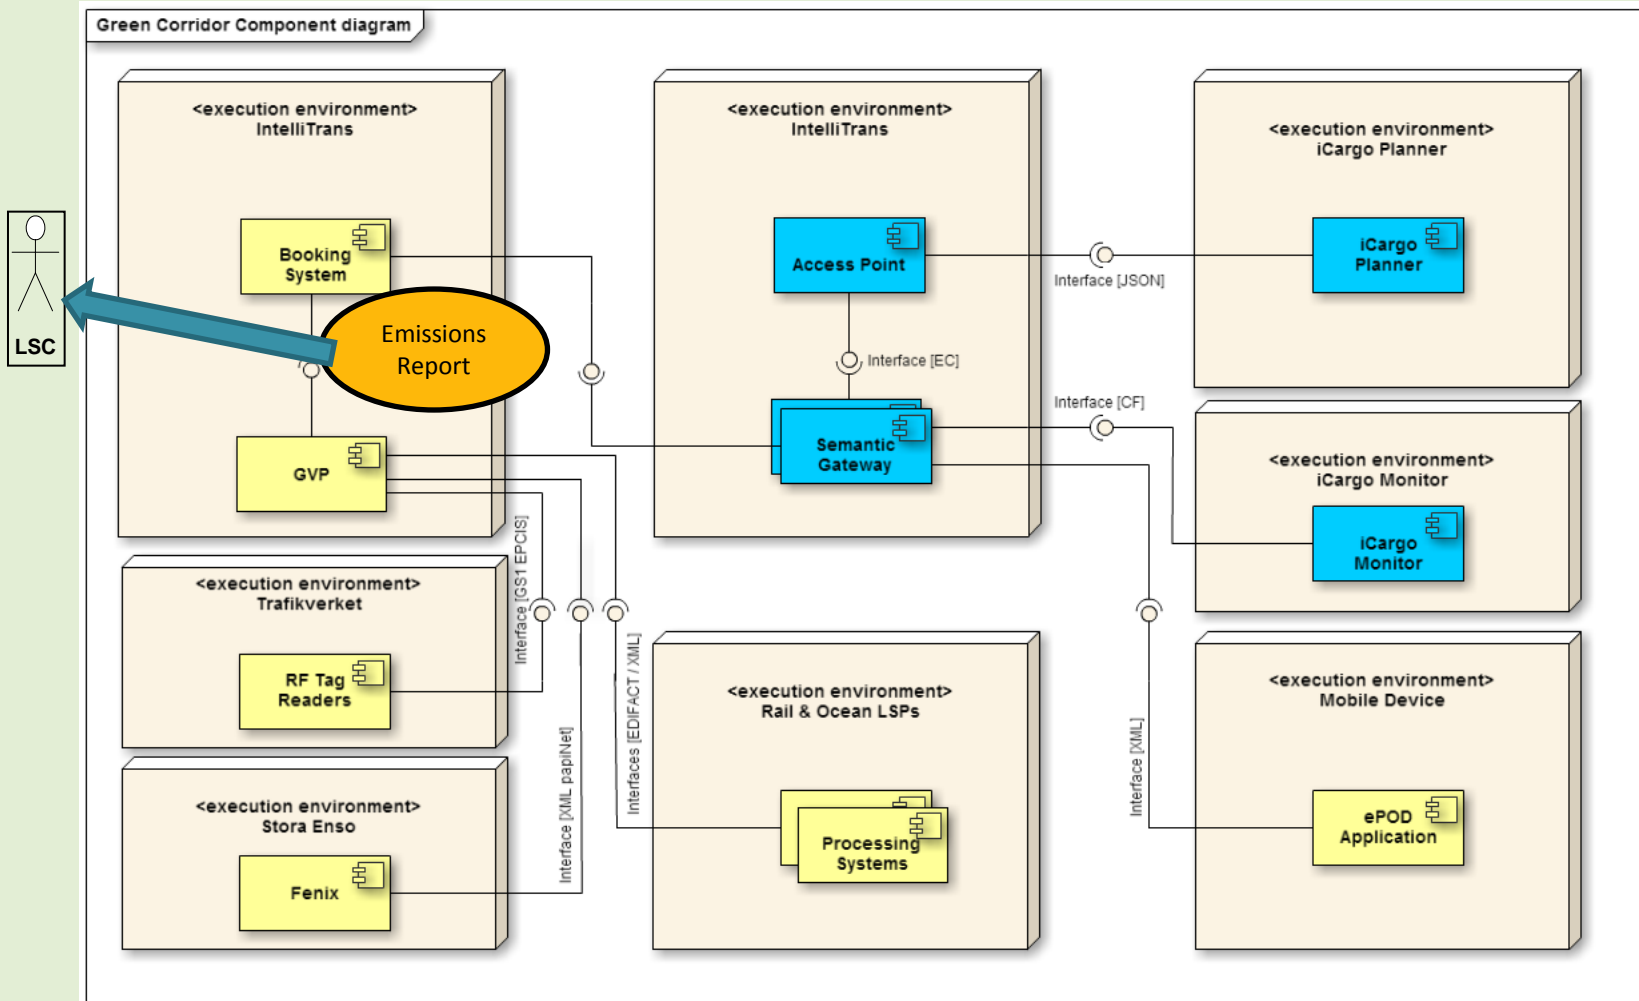 Green Corridor Component diagram
<execution environment>
IntelliTrans
Booking
System
GVP
<execution environment>
IntelliTrans
Access Point
Interface [EC]
Semantic
Gateway
<execution environment>
iCargo Planner
iCargo
Planner
Interface [JSON]
Interface [CF]
<execution environment>
iCargo Monitor
iCargo
Monitor
LSC
Emissions
Report
<execution environment>
Trafikverket
RF Tag
Readers
Interface [GS1 EPCIS]
<execution environment>
Stora Enso
Fenix
Interface [XML papiNet]
Interfaces [EDIFACT / XML]
<execution environment>
Rail & Ocean LSPs
Processing
Systems
Interface [XML]
<execution environment>
Mobile Device
ePOD
Application